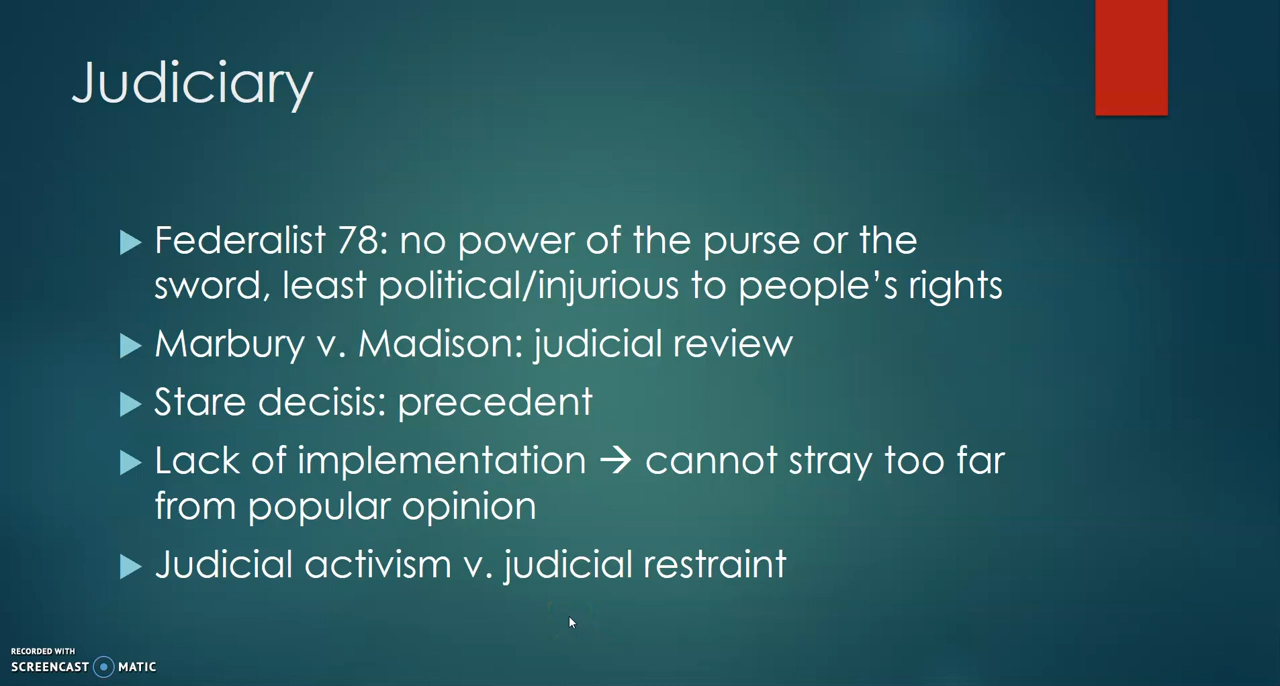 Judiciary
Federalist 78: no power of the purse or the
sword, least political/injurious to people's rights
Marbury v. Madison: judicial review
Stare decisis: precedent
Lack of implementation → cannot stray too far
from popular opinion
Judicial activism v. judicial restraint
RECORDED WITH
SCREENCAST MATIC